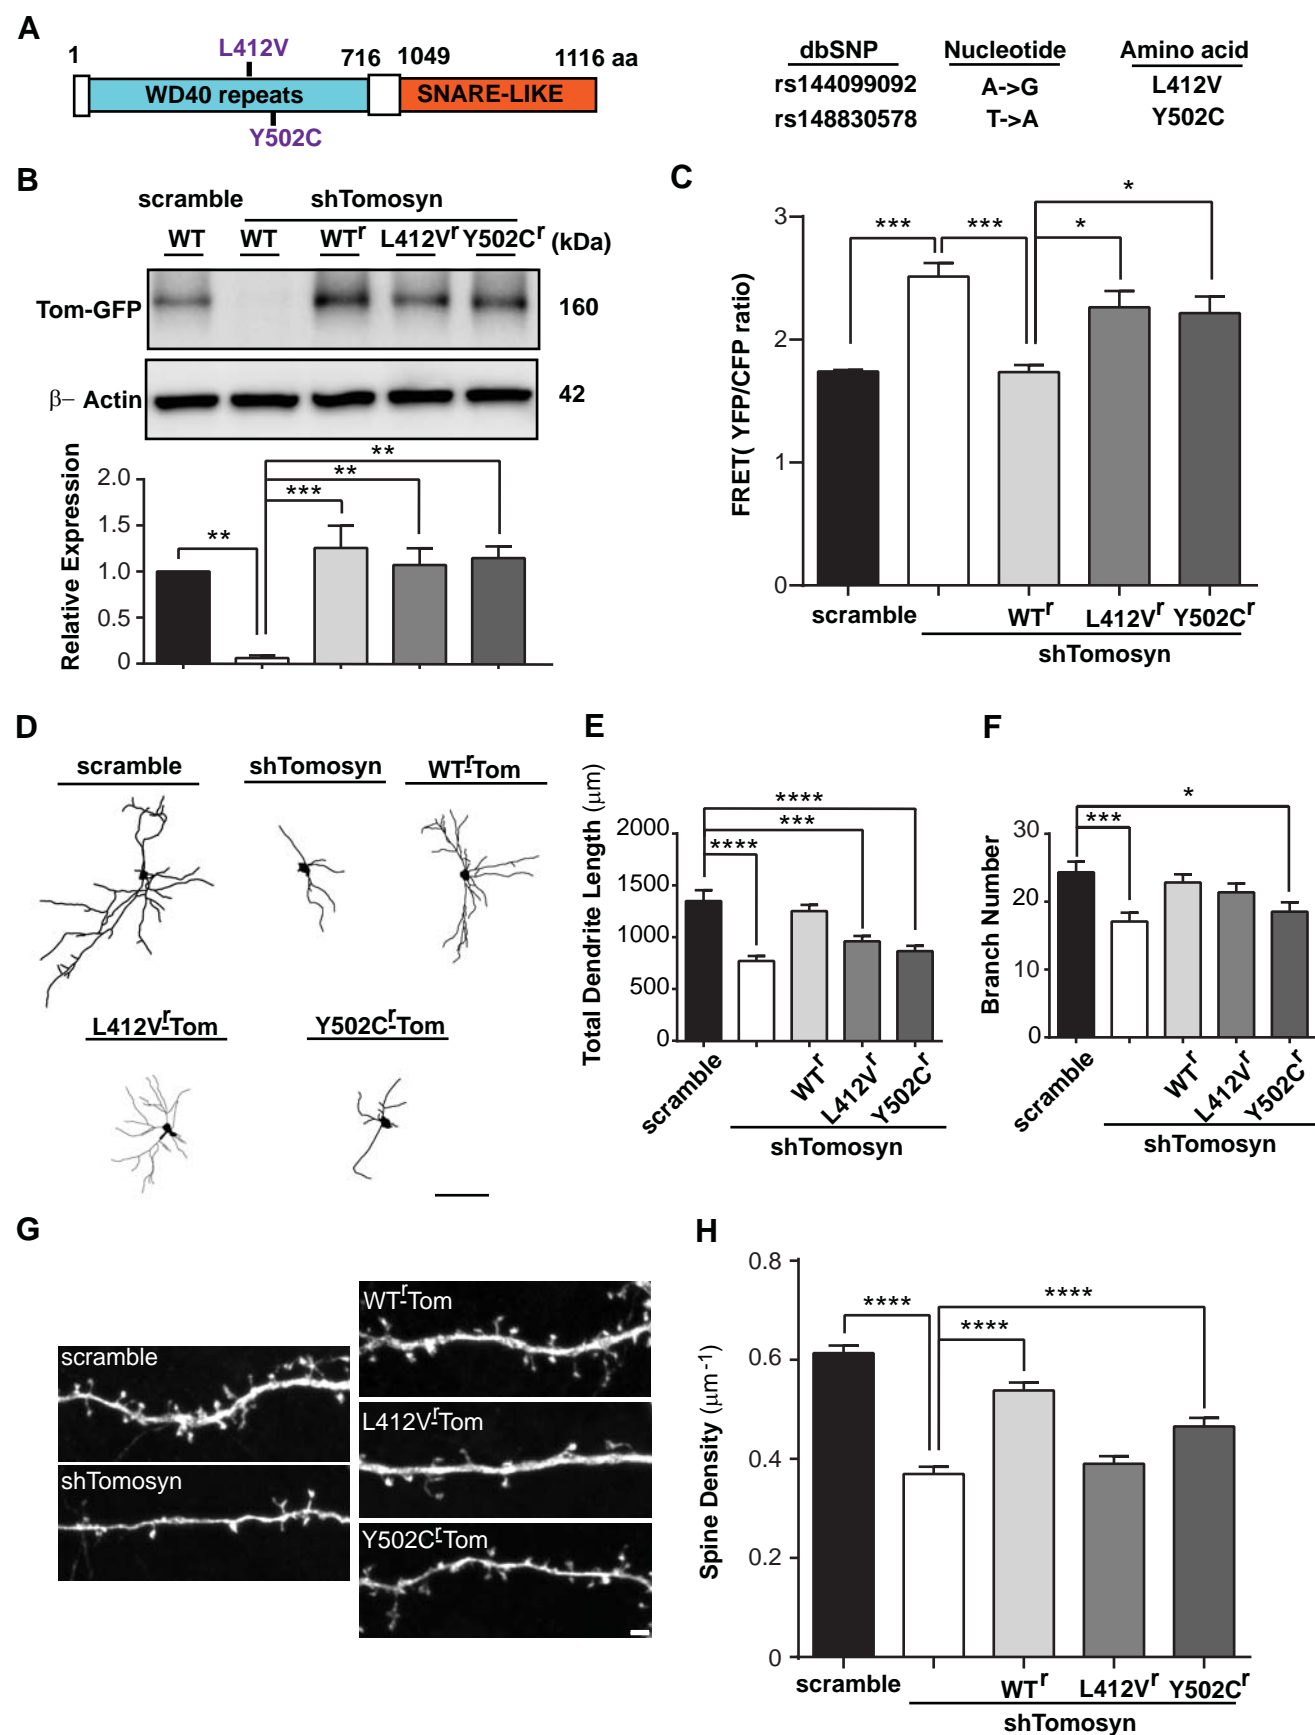 A
L412V
1
716
1049
1116 aa
WD40 repeats
SNARE-LIKE
Y502C
dbSNP Nucleotide Amino acid
rs144099092 A->G L412V
rs148830578 T->A Y502C
B
scramble shTomosyn
WT WT WTr L412Vr Y502Cr (kDa)
Tom-GFP 160
β− Actin 42
Relative Expression
2.0
1.5
1.0
0.5
0
**
***
**
**
C
FRET( YFP/CFP ratio)
3
2
1
0
***
***
*
*
scramble WTr L412Vr Y502Cr
shTomosyn
D
scramble shTomosyn WTr-Tom
L412Vr-Tom Y502Cr-Tom
E
Total Dendrite Length (μm)
2000
1500
1000
500
0
****
***
****
scramble WTr L412Vr Y502Cr
shTomosyn
F
Branch Number
30
20
10
0
***
*
scramble WTr L412Vr Y502Cr
shTomosyn
G
scramble
shTomosyn
WTr-Tom
L412Vr-Tom
Y502Cr-Tom
H
Spine Density (μm-1)
0.8
0.6
0.4
0.2
0
****
****
****
scramble WTr L412Vr Y502Cr
shTomosyn